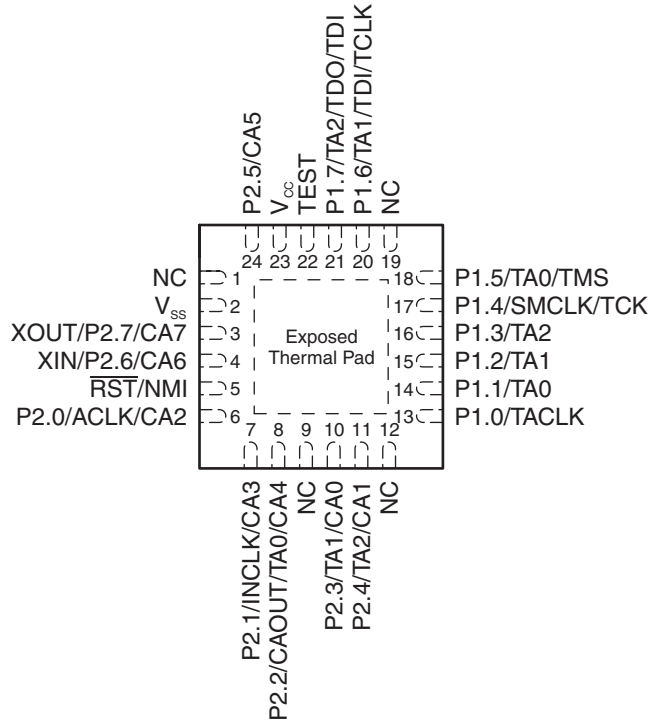 P2.5/CA5
VCC
TEST
P1.7/TA2/TDO/TDI
P1.6/TA1/TDI/TCLK
NC
24 23 22 21 20 19
NC 1
VSS 2
XOUT/P2.7/CA7 3
XIN/P2.6/CA6 4
RST/NMI 5
P2.0/ACLK/CA2 6
Exposed
Thermal Pad
18 P1.5/TA0/TMS
17 P1.4/SMCLK/TCK
16 P1.3/TA2
15 P1.2/TA1
14 P1.1/TA0
13 P1.0/TACLK
7 8 9 10 11 12
P2.1/INCLK/CA3
P2.2/CAOUT/TA0/CA4
NC
P2.3/TA1/CA0
P2.4/TA2/CA1
NC